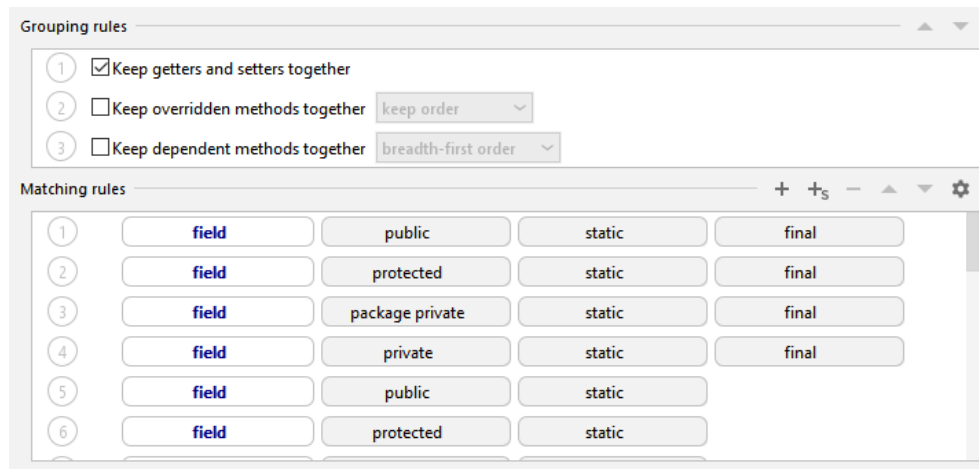 Grouping rules
1 Keep getters and setters together
2 Keep overridden methods together keep order
3 Keep dependent methods together breadth-first order
Matching rules + +s −
1 field public static final
2 field protected static final
3 field package private static final
4 field private static final
5 field public static
6 field protected static